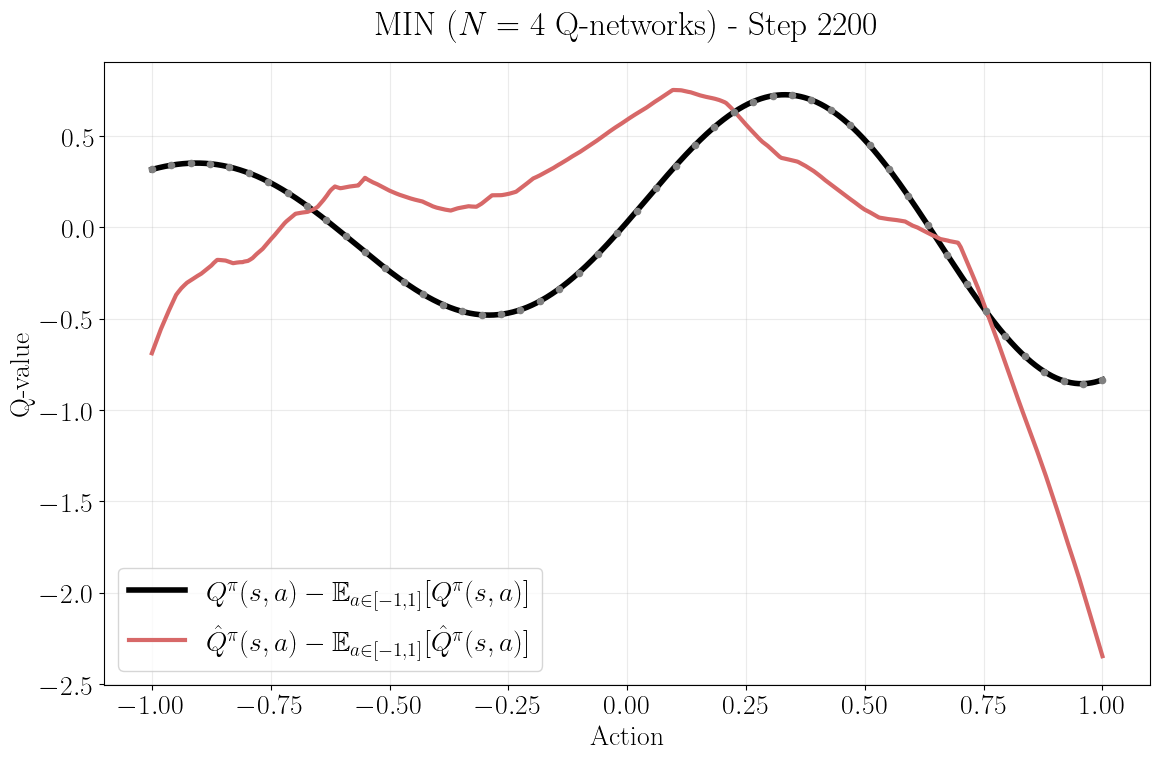 MIN (N = 4 Q-networks) - Step 2200
Q-value
0.5
0.0
−0.5
−1.0
−1.5
−2.0
−2.5
Q^π(s, a) − 𝔼_{a∈[−1,1]}[Q^π(s, a)]
Q̂^π(s, a) − 𝔼_{a∈[−1,1]}[Q̂^π(s, a)]
−1.00 −0.75 −0.50 −0.25 0.00 0.25 0.50 0.75 1.00
Action